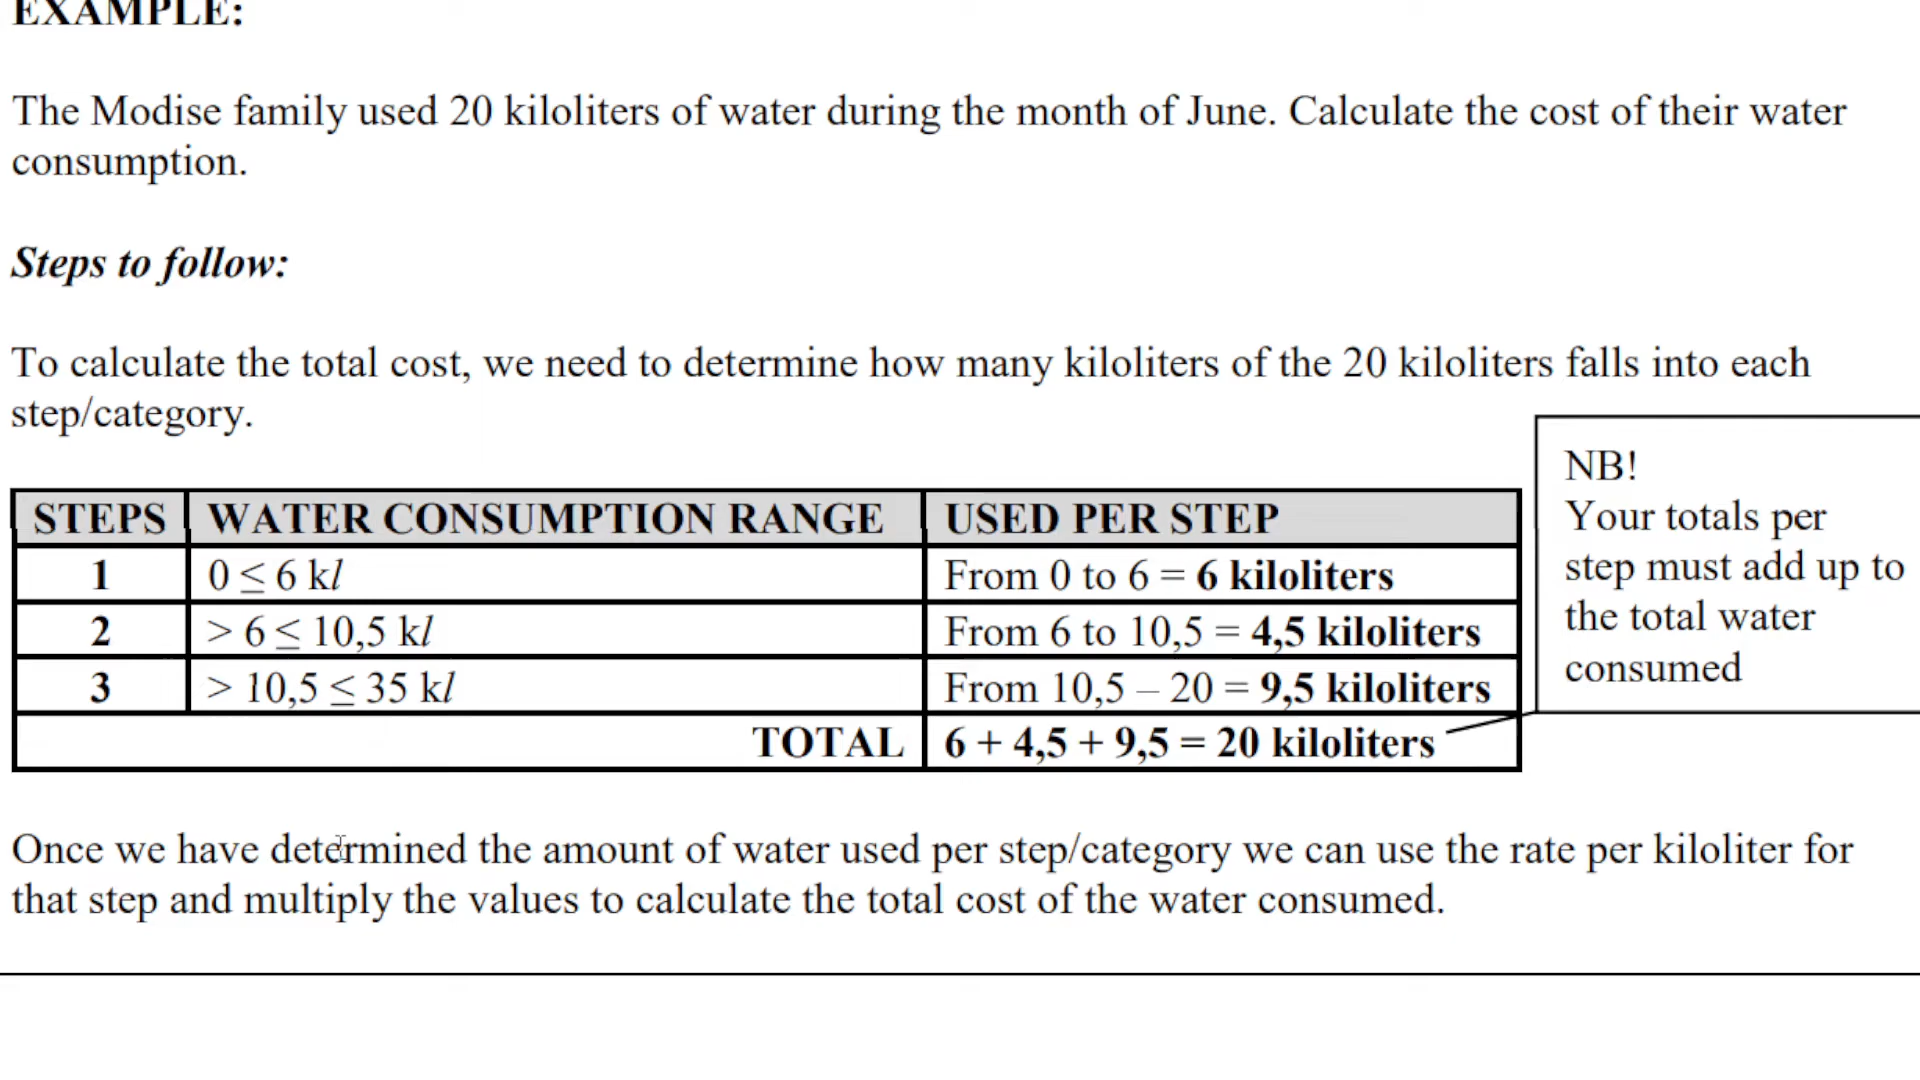 EXAMPLE:
The Modise family used 20 kiloliters of water during the month of June. Calculate the cost of their water
consumption.
Steps to follow:
To calculate the total cost, we need to determine how many kiloliters of the 20 kiloliters falls into each
step/category.
NB!
Your totals per
step must add up to
the total water
consumed
STEPS WATER CONSUMPTION RANGE USED PER STEP
1 0 ≤ 6 kl From 0 to 6 = 6 kiloliters
2 > 6 ≤ 10,5 kl From 6 to 10,5 = 4,5 kiloliters
3 > 10,5 ≤ 35 kl From 10,5 – 20 = 9,5 kiloliters
TOTAL 6 + 4,5 + 9,5 = 20 kiloliters
Once we have determined the amount of water used per step/category we can use the rate per kiloliter for
that step and multiply the values to calculate the total cost of the water consumed.